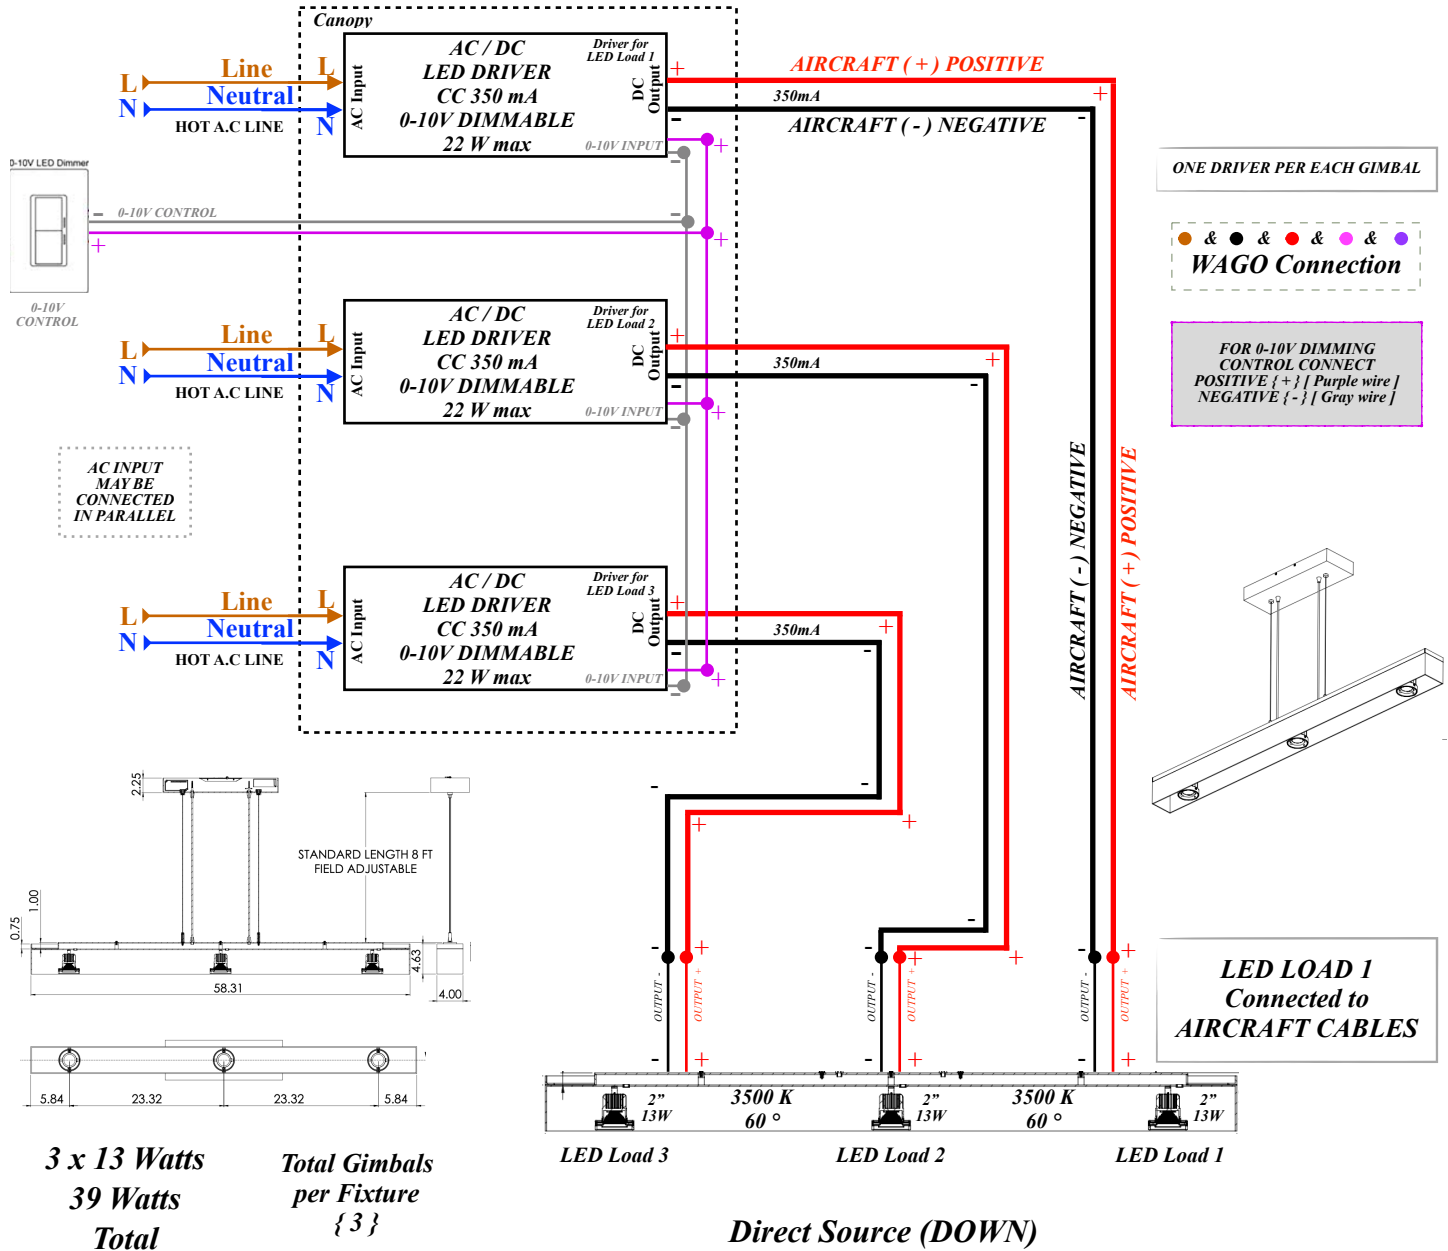 Canopy
AC / DC
LED DRIVER
CC 350 mA
0-10V DIMMABLE
22 W max
Driver for
LED Load 1
AC Input
DC
Output
0-10V INPUT
L Line L
N Neutral N
HOT A.C LINE
+ AIRCRAFT ( + ) POSITIVE +
350mA
- AIRCRAFT ( - ) NEGATIVE -
+
-
0-10V LED Dimmer
- 0-10V CONTROL -
+ +
0-10V
CONTROL
ONE DRIVER PER EACH GIMBAL
& & & &
WAGO Connection
FOR 0-10V DIMMING
CONTROL CONNECT
POSITIVE { + } [ Purple wire ]
NEGATIVE { - } [ Gray wire ]
AC / DC
LED DRIVER
CC 350 mA
0-10V DIMMABLE
22 W max
Driver for
LED Load 2
AC Input
DC
Output
0-10V INPUT
L Line L
N Neutral N
HOT A.C LINE
+ +
350mA
- -
+
-
AC INPUT
MAY BE
CONNECTED
IN PARALLEL
AIRCRAFT ( - ) NEGATIVE
AIRCRAFT ( + ) POSITIVE
AC / DC
LED DRIVER
CC 350 mA
0-10V DIMMABLE
22 W max
Driver for
LED Load 3
AC Input
DC
Output
0-10V INPUT
L Line L
N Neutral N
HOT A.C LINE
+ +
350mA
- -
+
-
- -
+ +
- +
2.25
STANDARD LENGTH 8 FT
FIELD ADJUSTABLE
1.00
0.75
4.63
58.31
4.00
5.84 23.32 23.32 5.84
- + - + - +
OUTPUT -
OUTPUT +
OUTPUT -
OUTPUT +
OUTPUT -
OUTPUT +
- + - + - +
LED LOAD 1
Connected to
AIRCRAFT CABLES
2”
13W
3500 K
60 °
2”
13W
3500 K
60 °
2”
13W
LED Load 3
LED Load 2
LED Load 1
3 x 13 Watts
39 Watts
Total
Total Gimbals
per Fixture
{ 3 }
Direct Source (DOWN)